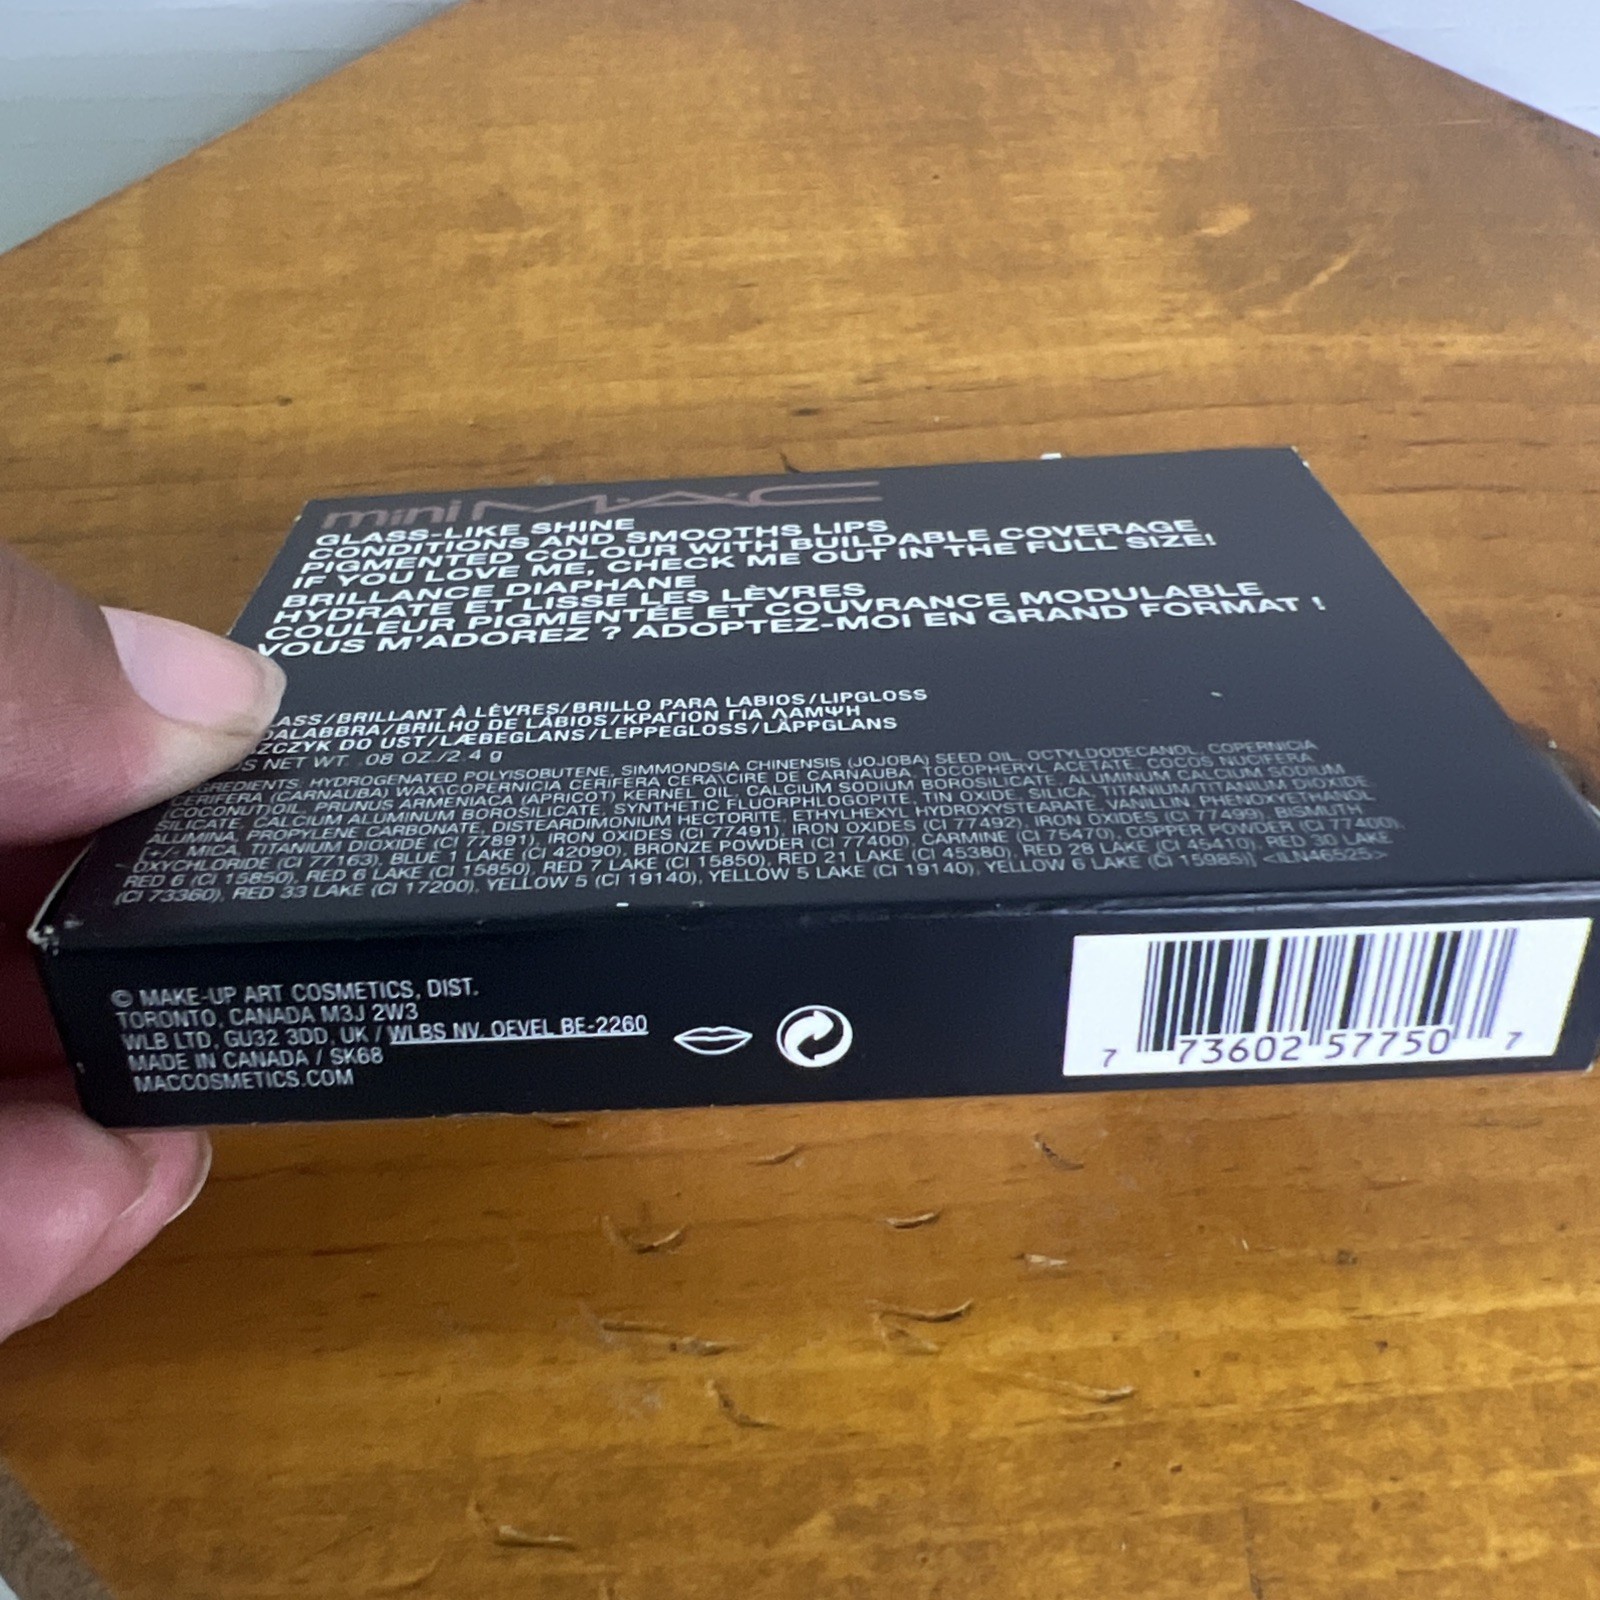 mini M·A·C
GLASS-LIKE SHINE
CONDITIONS AND SMOOTHS LIPS
PIGMENTED COLOUR WITH BUILDABLE COVERAGE
IF YOU LOVE ME, CHECK ME OUT IN THE FULL SIZE!
BRILLANCE DIAPHANE
HYDRATE ET LISSE LES LÈVRES
COULEUR PIGMENTÉE ET COUVRANCE MODULABLE
VOUS M'ADOREZ ? ADOPTEZ-MOI EN GRAND FORMAT !
ASS/BRILLANT À LÈVRES/BRILLO PARA LABIOS/LIPGLOSS
DALABBRA/BRILHO DE LÁBIOS/ΚΡΑΓΙΟΝ ΓΙΑ ΛΑΜΨΗ
SZCZYK DO UST/LÆBEGLANS/LEPPEGLOSS/LÄPPGLANS
NET WT. .08 OZ./2.4 g
REDIENTS: HYDROGENATED POLYISOBUTENE, SIMMONDSIA CHINENSIS (JOJOBA) SEED OIL, OCTYLDODECANOL, COPERNICIA
CERIFERA (CARNAUBA) WAX\COPERNICIA CERIFERA CERA\CIRE DE CARNAUBA, TOCOPHERYL ACETATE, COCOS NUCIFERA
(COCONUT) OIL, PRUNUS ARMENIACA (APRICOT) KERNEL OIL, CALCIUM SODIUM BOROSILICATE, ALUMINUM CALCIUM SODIUM
SILICATE, CALCIUM ALUMINUM BOROSILICATE, SYNTHETIC FLUORPHLOGOPITE, TIN OXIDE, SILICA, TITANIUM/TITANIUM DIOXIDE
ALUMINA, PROPYLENE CARBONATE, DISTEARDIMONIUM HECTORITE, ETHYLHEXYL HYDROXYSTEARATE, VANILLIN, PHENOXYETHANOL
MICA, TITANIUM DIOXIDE (CI 77891), IRON OXIDES (CI 77491), IRON OXIDES (CI 77492), IRON OXIDES (CI 77499), BISMUTH
OXYCHLORIDE (CI 77163), BLUE 1 LAKE (CI 42090), BRONZE POWDER (CI 77400), CARMINE (CI 75470), COPPER POWDER (CI 77400),
RED 6 (CI 15850), RED 6 LAKE (CI 15850), RED 7 LAKE (CI 15850), RED 21 LAKE (CI 45380), RED 28 LAKE (CI 45410), RED 30 LAKE
(CI 73360), RED 33 LAKE (CI 17200), YELLOW 5 (CI 19140), YELLOW 5 LAKE (CI 19140), YELLOW 6 LAKE (CI 15985)] <ILN46525>
© MAKE-UP ART COSMETICS, DIST.
TORONTO, CANADA M3J 2W3
WLB LTD, GU32 3DD, UK / WLBS NV. OEVEL BE-2260
MADE IN CANADA / SK68
MACCOSMETICS.COM
7 73602 57750 7